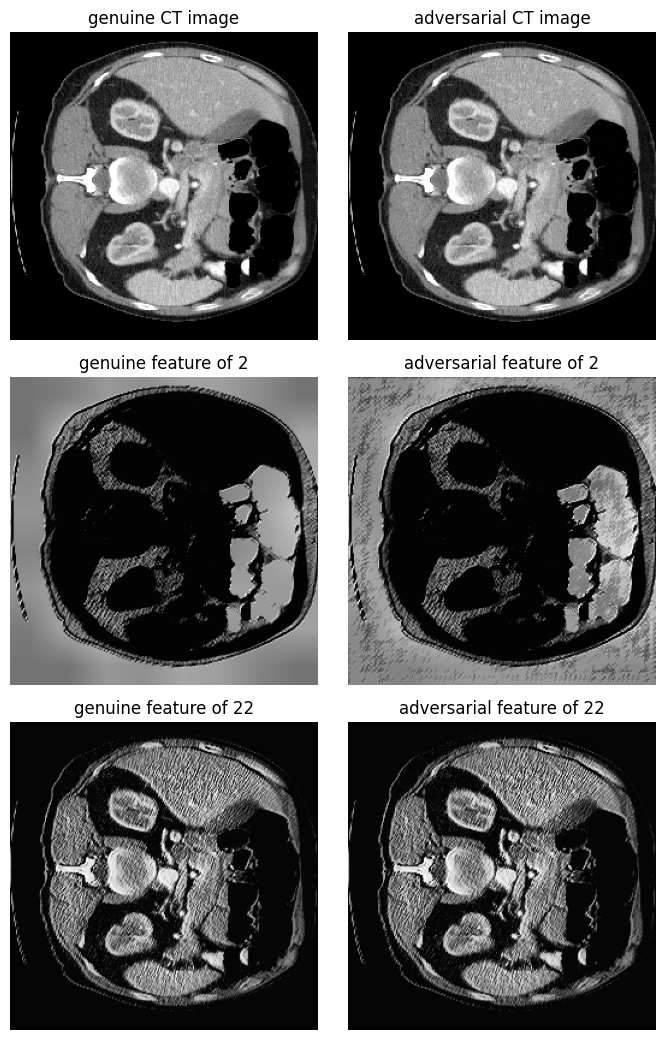 genuine CT image
adversarial CT image
genuine feature of 2
adversarial feature of 2
genuine feature of 22
adversarial feature of 22